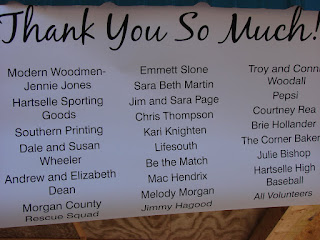 Thank You So Much!
Modern Woodmen-
Jennie Jones
Hartselle Sporting
Goods
Southern Printing
Dale and Susan
Wheeler
Andrew and Elizabeth
Dean
Morgan County
Rescue Squad
Emmett Slone
Sara Beth Martin
Jim and Sara Page
Chris Thompson
Kari Knighten
Lifesouth
Be the Match
Mac Hendrix
Melody Morgan
Jimmy Hagood
Troy and Conn
Woodall
Pepsi
Courtney Rea
Brie Hollander
The Corner Baker
Julie Bishop
Hartselle High
Baseball
All Volunteers